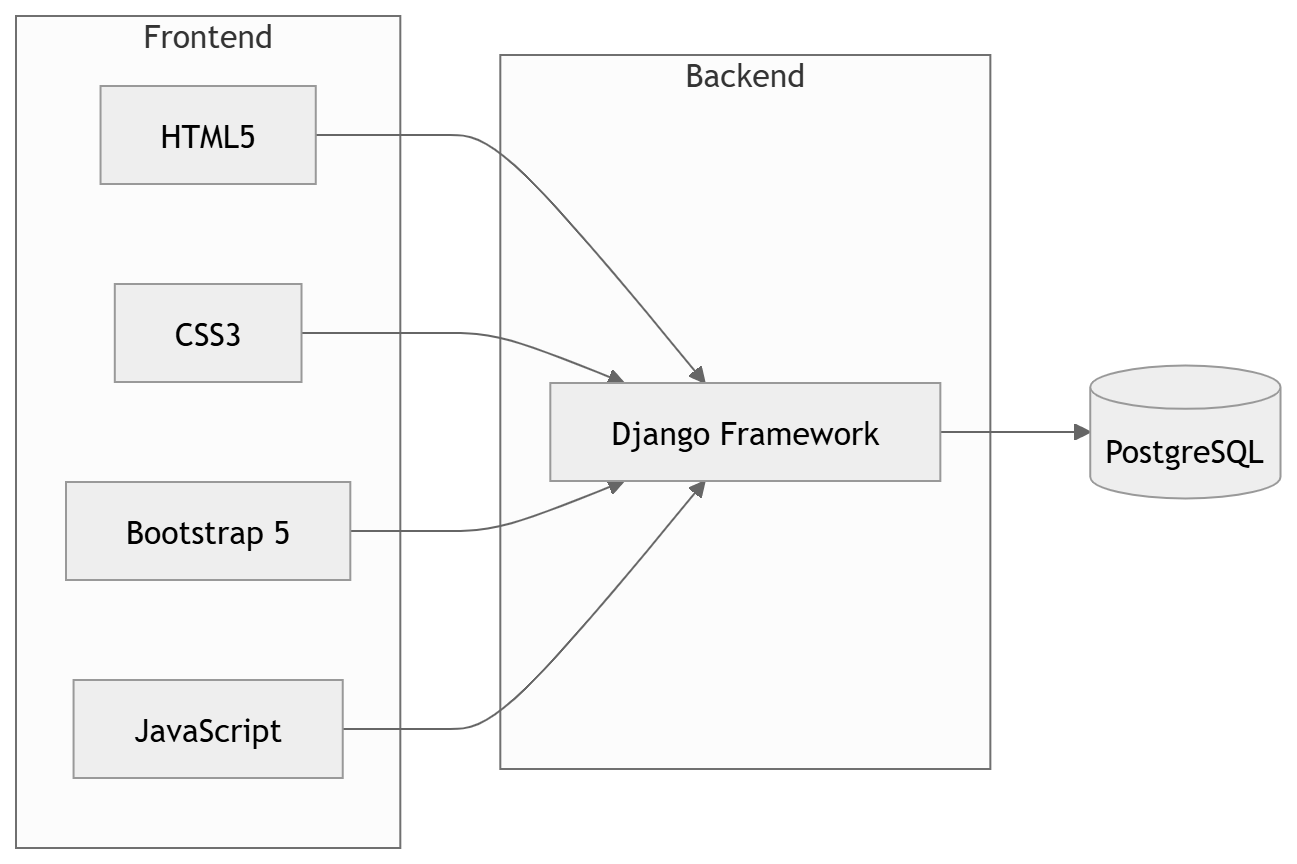 Frontend
HTML5
CSS3
Bootstrap 5
JavaScript
Backend
Django Framework
PostgreSQL